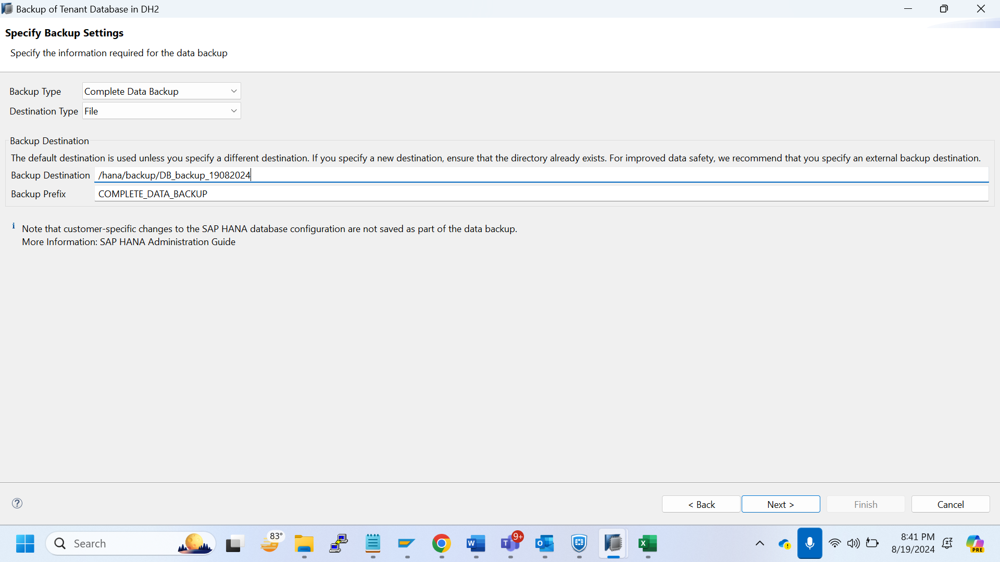 Backup of Tenant Database in DH2
Specify Backup Settings
Specify the information required for the data backup
Backup Type Complete Data Backup
Destination Type File
Backup Destination
The default destination is used unless you specify a different destination. If you specify a new destination, ensure that the directory already exists. For improved data safety, we recommend that you specify an external backup destination.
Backup Destination /hana/backup/DB_backup_19082024
Backup Prefix COMPLETE_DATA_BACKUP
i Note that customer-specific changes to the SAP HANA database configuration are not saved as part of the data backup.
More Information: SAP HANA Administration Guide
? < Back Next > Finish Cancel
Search
83°
W
T
9+
O
X
8:41 PM
8/19/2024
PRE